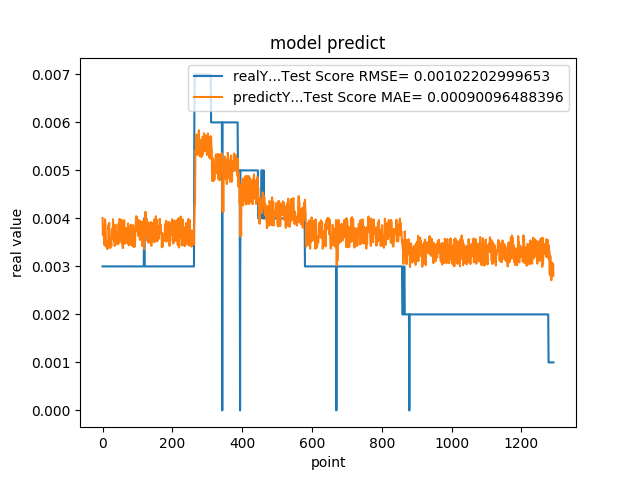 model predict
realY...Test Score RMSE= 0.00102202999653
predictY...Test Score MAE= 0.00090096488396
real value
0.007
0.006
0.005
0.004
0.003
0.002
0.001
0.000
0 200 400 600 800 1000 1200
point